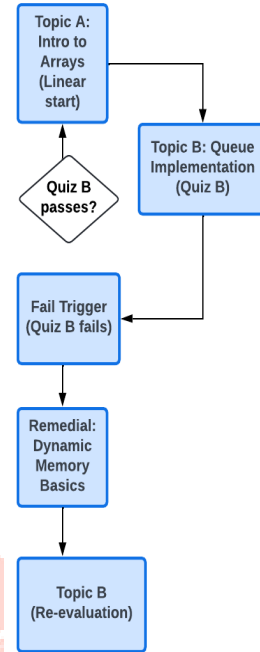 Topic A:
Intro to
Arrays
(Linear
start)
Topic B: Queue
Implementation
(Quiz B)
Quiz B
passes?
Fail Trigger
(Quiz B fails)
Remedial:
Dynamic
Memory
Basics
Topic B
(Re-evaluation)